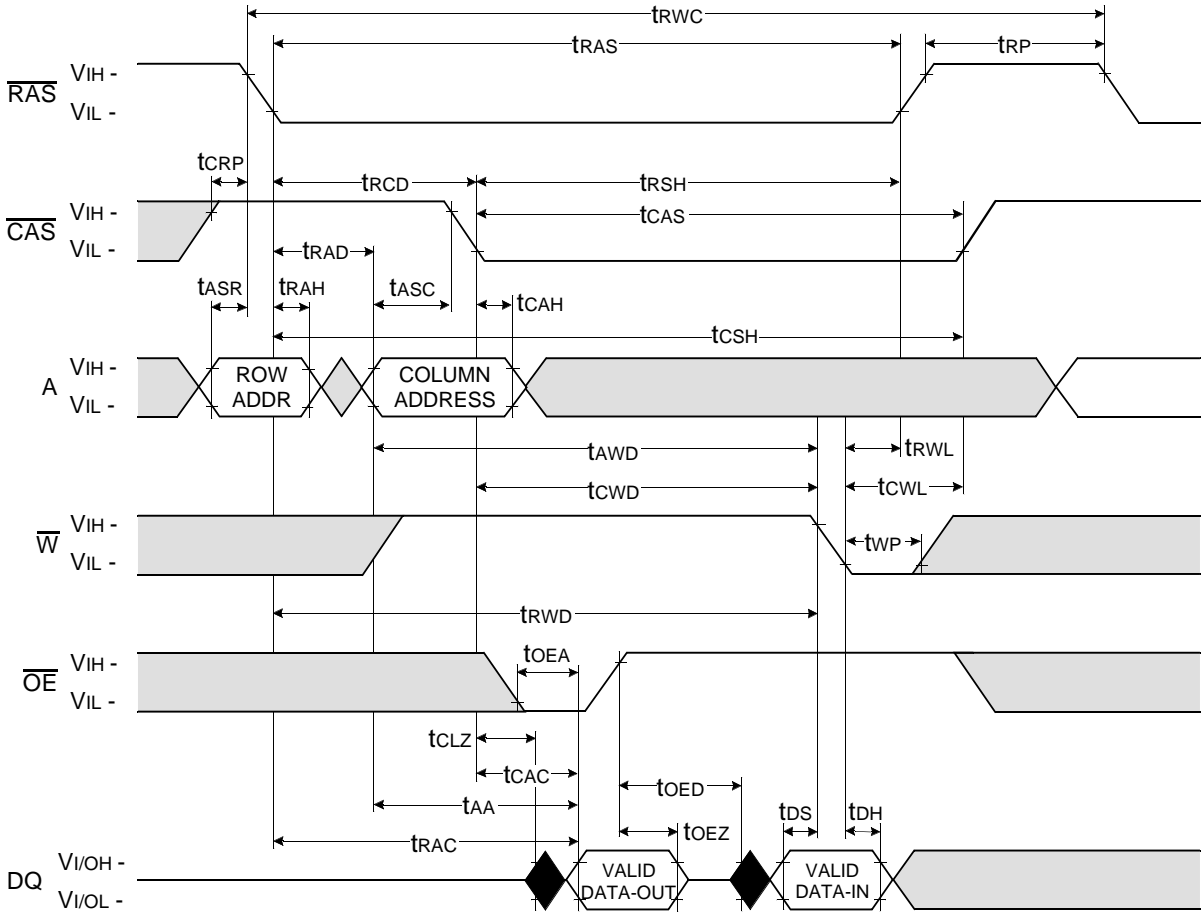 tRWC
tRAS
tRP
RAS
VIH -
VIL -
tCRP
tRCD
tRSH
CAS
VIH -
VIL -
tCAS
tRAD
tASR
tRAH
tASC
tCAH
tCSH
A
VIH -
VIL -
ROW
ADDR
COLUMN
ADDRESS
tAWD
tRWL
tCWD
tCWL
W
VIH -
VIL -
tWP
tRWD
OE
VIH -
VIL -
tOEA
tCLZ
tCAC
tOED
tAA
tDS
tDH
tOEZ
tRAC
DQ
VI/OH -
VI/OL -
VALID
DATA-OUT
VALID
DATA-IN